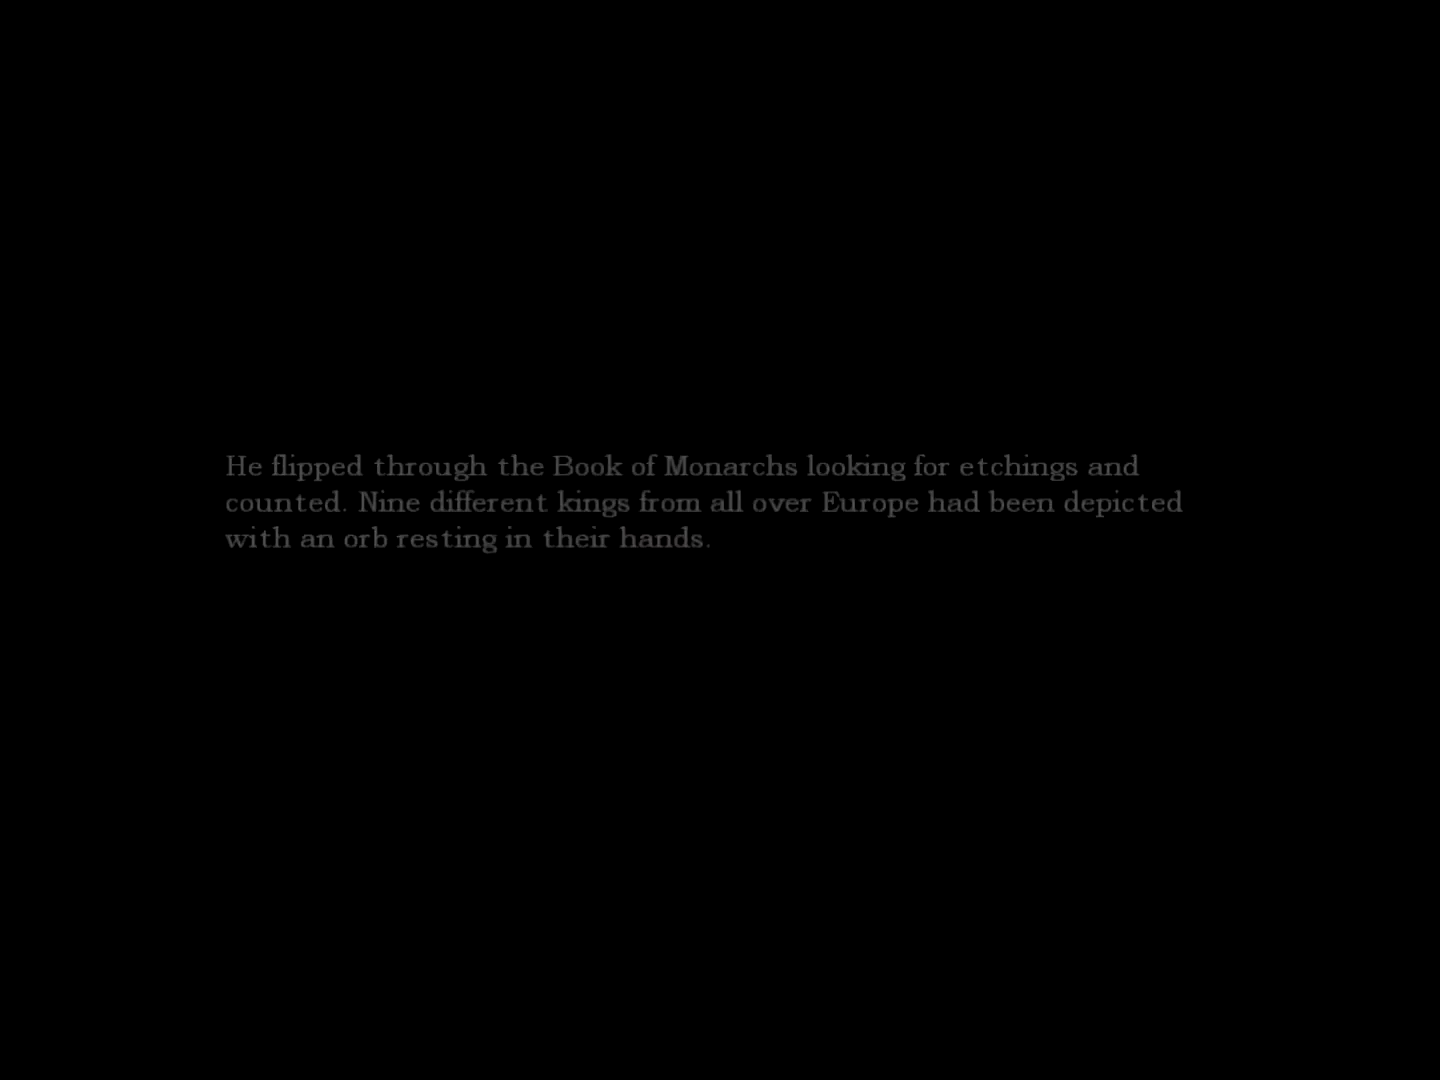 He flipped through the Book of Monarchs looking for etchings and
counted. Nine different kings from all over Europe had been depicted
with an orb resting in their hands.